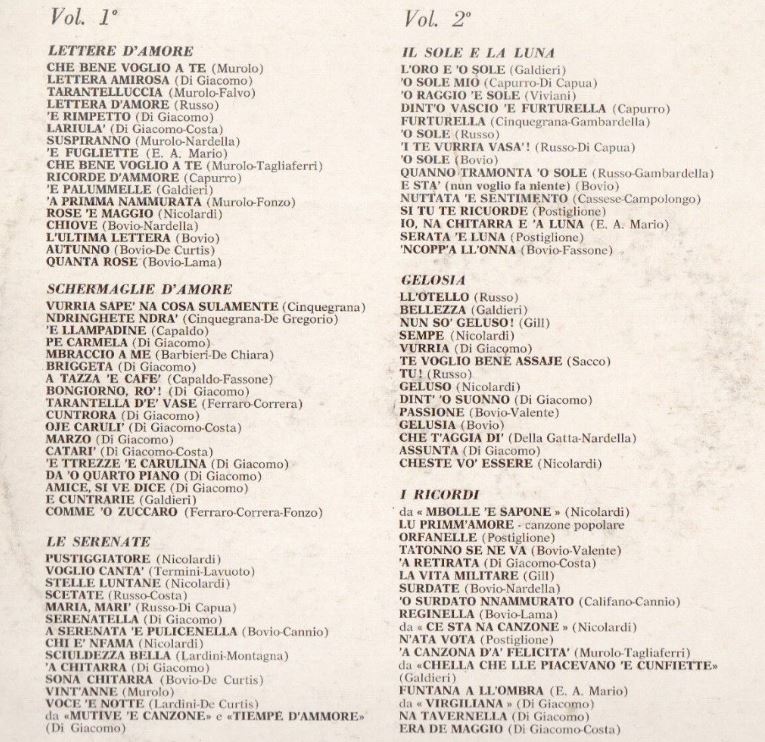 Vol. 1°
LETTERE D'AMORE
CHE BENE VOGLIO A TE (Murolo)
LETTERA AMIROSA (Di Giacomo)
TARANTELLUCCIA (Murolo-Falvo)
LETTERA D'AMORE (Russo)
'E RIMPETTO (Di Giacomo)
LARIULA' (Di Giacomo-Costa)
SUSPIRANNO (Murolo-Nardella)
'E FUGLIETTE (E. A. Mario)
CHE BENE VOGLIO A TE (Murolo-Tagliaferri)
RICORDE D'AMMORE (Capurro)
'E PALUMMELLE (Galdieri)
'A PRIMMA NAMMURATA (Murolo-Fonzo)
ROSE 'E MAGGIO (Nicolardi)
CHIOVE (Bovio-Nardella)
L'ULTIMA LETTERA (Bovio)
AUTUNNO (Bovio-De Curtis)
QUANTA ROSE (Bovio-Lama)
SCHERMAGLIE D'AMORE
VURRIA SAPE' NA COSA SULAMENTE (Cinquegrana)
NDRINGHETE NDRA' (Cinquegrana-De Gregorio)
'E LLAMPADINE (Capaldo)
PE CARMELA (Di Giacomo)
MBRACCIO A ME (Barbieri-De Chiara)
BRIGGETA (Di Giacomo)
A TAZZA 'E CAFE' (Capaldo-Fassone)
BONGIORNO, RO'! (Di Giacomo)
TARANTELLA D'E' VASE (Ferraro-Correra)
CUNTRORA (Di Giacomo)
OJE CARULI' (Di Giacomo-Costa)
MARZO (Di Giacomo)
CATARI' (Di Giacomo-Costa)
'E TTREZZE 'E CARULINA (Di Giacomo)
DA 'O QUARTO PIANO (Di Giacomo)
AMICE, SI VE DICE (Di Giacomo)
E CUNTRARIE (Galdieri)
COMME 'O ZUCCARO (Ferraro-Correra-Fonzo)
LE SERENATE
PUSTIGGIATORE (Nicolardi)
VOGLIO CANTA' (Termini-Lavuoto)
STELLE LUNTANE (Nicolardi)
SCETATE (Russo-Costa)
MARIA, MARI' (Russo-Di Capua)
SERENATELLA (Di Giacomo)
A SERENATA 'E PULICENELLA (Bovio-Cannio)
CHI E' NFAMA (Nicolardi)
SCIULDEZZA BELLA (Lardini-Montagna)
'A CHITARRA (Di Giacomo)
SONA CHITARRA (Bovio-De Curtis)
VINT'ANNE (Murolo)
VOCE 'E NOTTE (Lardini-De Curtis)
da «MUTIVE 'E CANZONE» e «TIEMPE D'AMMORE»
(Di Giacomo)
Vol. 2°
IL SOLE E LA LUNA
L'ORO E 'O SOLE (Galdieri)
'O SOLE MIO (Capurro-Di Capua)
'O RAGGIO 'E SOLE (Viviani)
DINT'O VASCIO 'E FURTURELLA (Capurro)
FURTURELLA (Cinquegrana-Gambardella)
'O SOLE (Russo)
'I TE VURRIA VASA'! (Russo-Di Capua)
'O SOLE (Bovio)
QUANNO TRAMONTA 'O SOLE (Russo-Gambardella)
E STA' (nun voglio fa niente) (Bovio)
NUTTATA 'E SENTIMENTO (Cassese-Campolongo)
SI TU TE RICUORDE (Postiglione)
IO, NA CHITARRA E 'A LUNA (E. A. Mario)
SERATA 'E LUNA (Postiglione)
'NCOPP'A LL'ONNA (Bovio-Fassone)
GELOSIA
LL'OTELLO (Russo)
BELLEZZA (Galdieri)
NUN SO' GELUSO! (Gill)
SEMPE (Nicolardi)
VURRIA (Di Giacomo)
TE VOGLIO BENE ASSAJE (Sacco)
TU! (Russo)
GELUSO (Nicolardi)
DINT' 'O SUONNO (Di Giacomo)
PASSIONE (Bovio-Valente)
GELUSIA (Bovio)
CHE T'AGGIA DI' (Della Gatta-Nardella)
ASSUNTA (Di Giacomo)
CHESTE VO' ESSERE (Nicolardi)
I RICORDI
da « MBOLLE 'E SAPONE » (Nicolardi)
LU PRIMM'AMORE - canzone popolare
ORFANELLE (Postiglione)
TATONNO SE NE VA (Bovio-Valente)
'A RETIRATA (Di Giacomo-Costa)
LA VITA MILITARE (Gill)
SURDATE (Bovio-Nardella)
'O SURDATO NNAMMURATO (Califano-Cannio)
REGINELLA (Bovio-Lama)
da « CE STA NA CANZONE » (Nicolardi)
N'ATA VOTA (Postiglione)
'A CANZONA D'A' FELICITA' (Murolo-Tagliaferri)
da «CHELLA CHE LLE PIACEVANO 'E CUNFIETTE»
(Galdieri)
FUNTANA A LL'OMBRA (E. A. Mario)
da « VIRGILIANA » (Di Giacomo)
NA TAVERNELLA (Di Giacomo)
ERA DE MAGGIO (Di Giacomo-Costa)